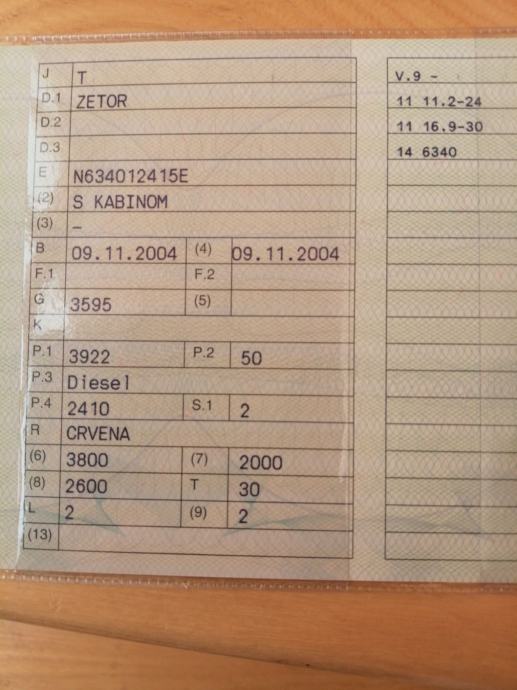 J T
D.1 ZETOR
D.2
D.3
E N634012415E
(2) S KABINOM
(3) –
B 09.11.2004 (4) 09.11.2004
F.1 F.2
G 3595 (5)
K
P.1 3922 P.2 50
P.3 Diesel
P.4 2410 S.1 2
R CRVENA
(6) 3800 (7) 2000
(8) 2600 T 30
L 2 (9) 2
(13)
V.9 -
11 11.2-24
11 16.9-30
14 6340